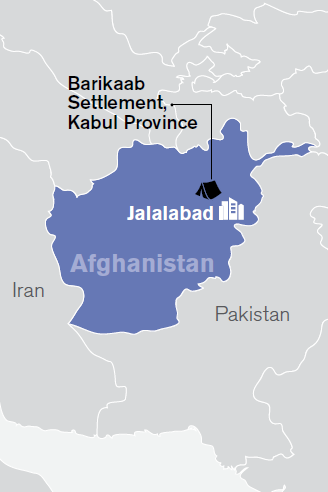 Barikaab
Settlement,
Kabul Province
Jalalabad
Afghanistan
Iran
Pakistan